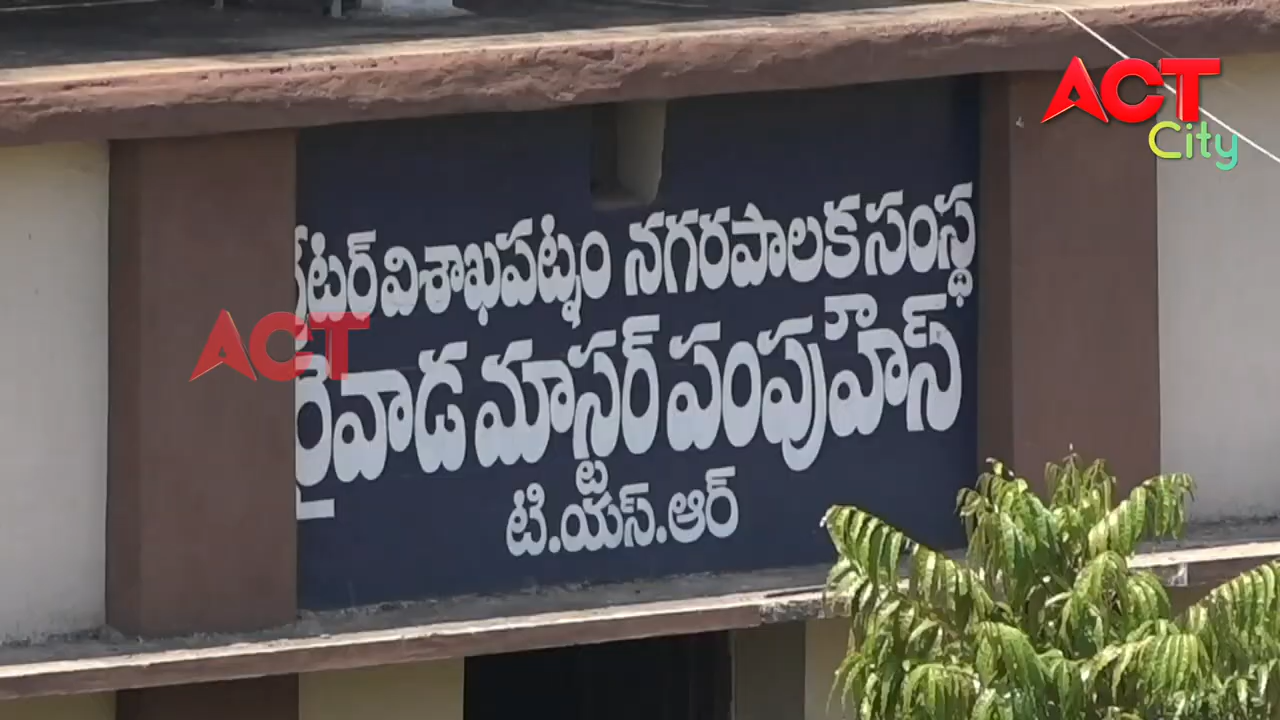 ACT
City
ేటర్ విశాఖపట్నం నగరపాలక సంస్థ
ACT
రైవాడ మాస్టర్ పంపుహౌస్
టి.యస్.ఆర్